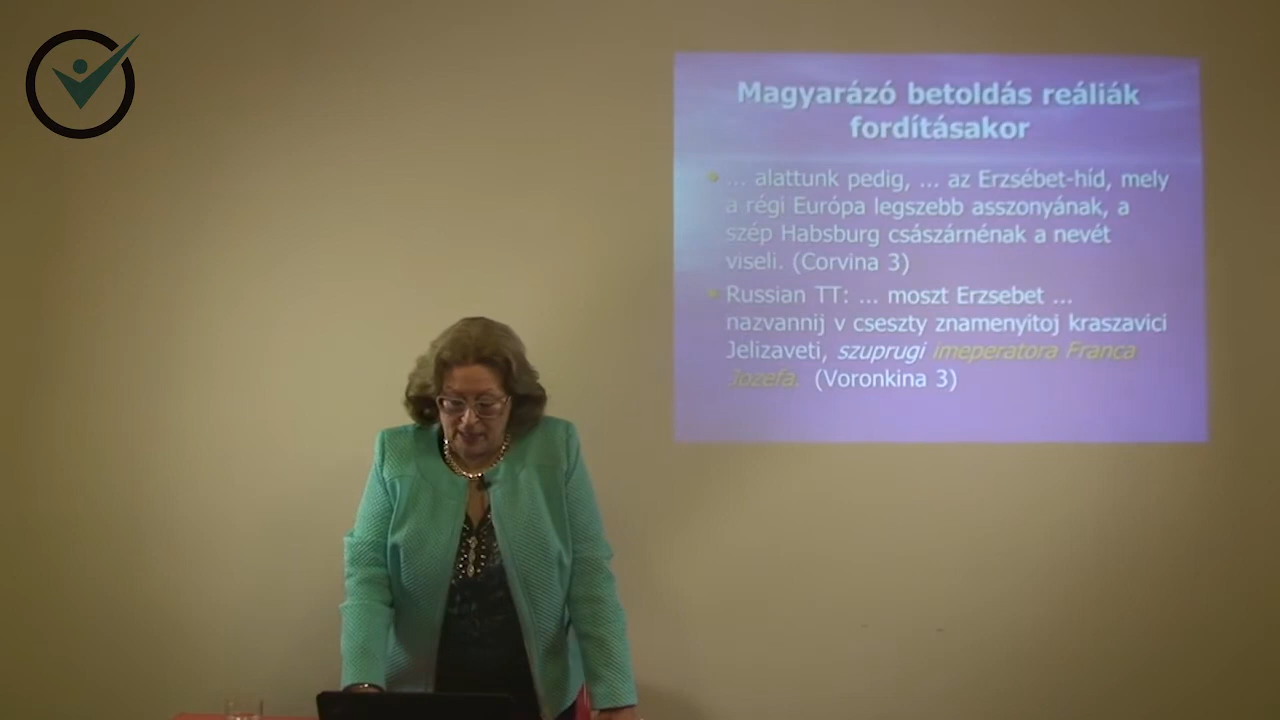 Magyarázó betoldás reáliák
fordításakor
... alattunk pedig, ... az Erzsébet-híd, mely
a régi Európa legszebb asszonyának, a
szép Habsburg császárnénak a nevét
viseli. (Corvina 3)
Russian TT: ... moszt Erzsebet ...
nazvannij v cseszty znamenyitoj kraszavici
Jelizaveti, szuprugi imeperatora Franca
Jozefa. (Voronkina 3)